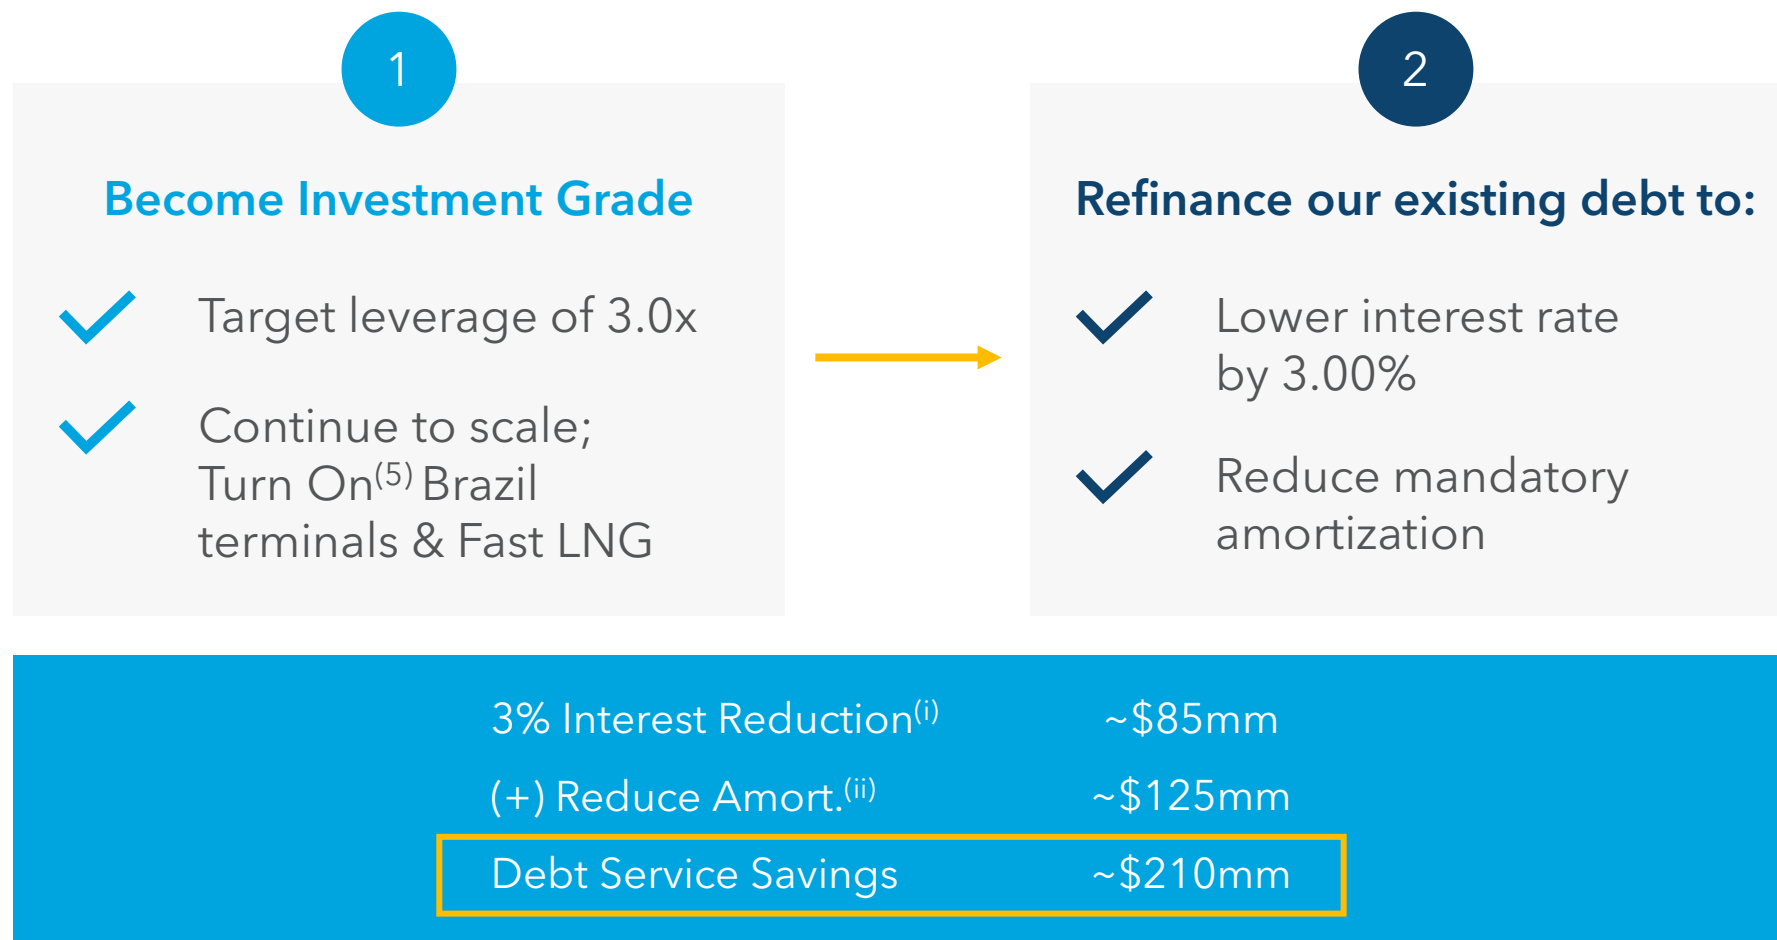 1
Become Investment Grade
Target leverage of 3.0x
Continue to scale;
Turn On(5) Brazil
terminals & Fast LNG
2
Refinance our existing debt to:
Lower interest rate
by 3.00%
Reduce mandatory
amortization
3% Interest Reduction(i) ~$85mm
(+) Reduce Amort.(ii) ~$125mm
Debt Service Savings ~$210mm